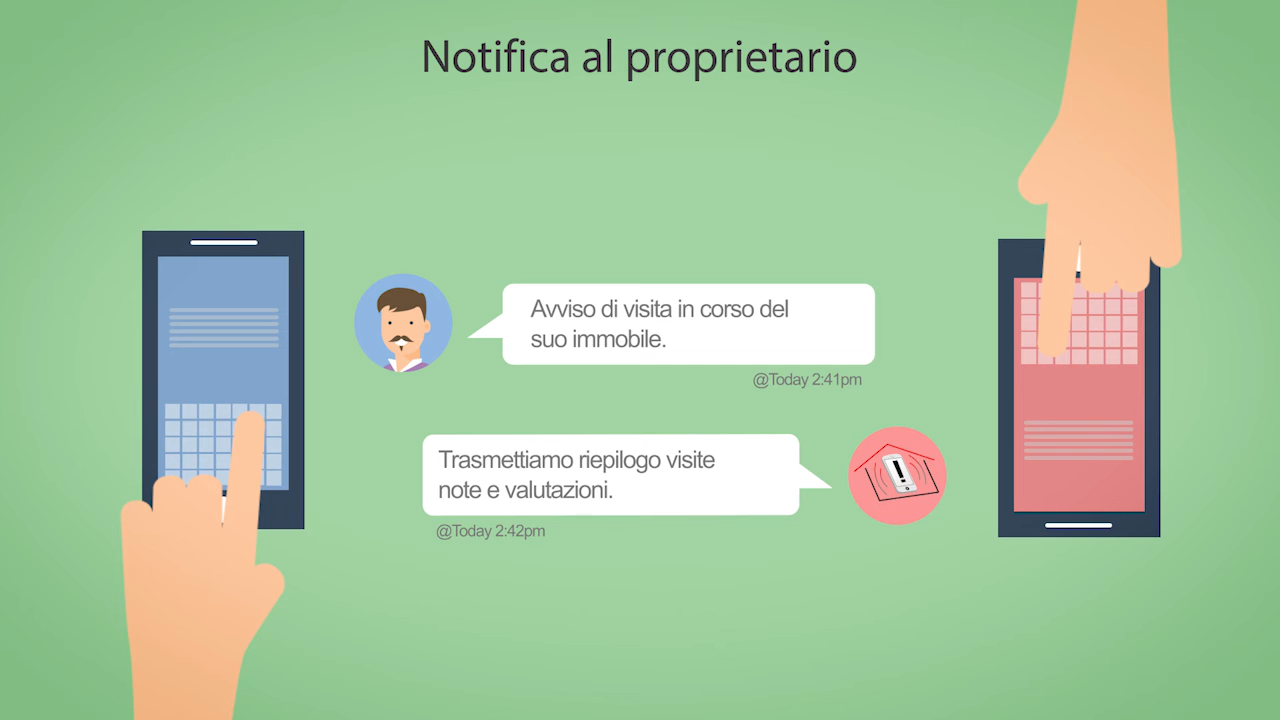 Notifica al proprietario
Avviso di visita in corso del
suo immobile.
@Today 2:41pm
Trasmettiamo riepilogo visite
note e valutazioni.
@Today 2:42pm